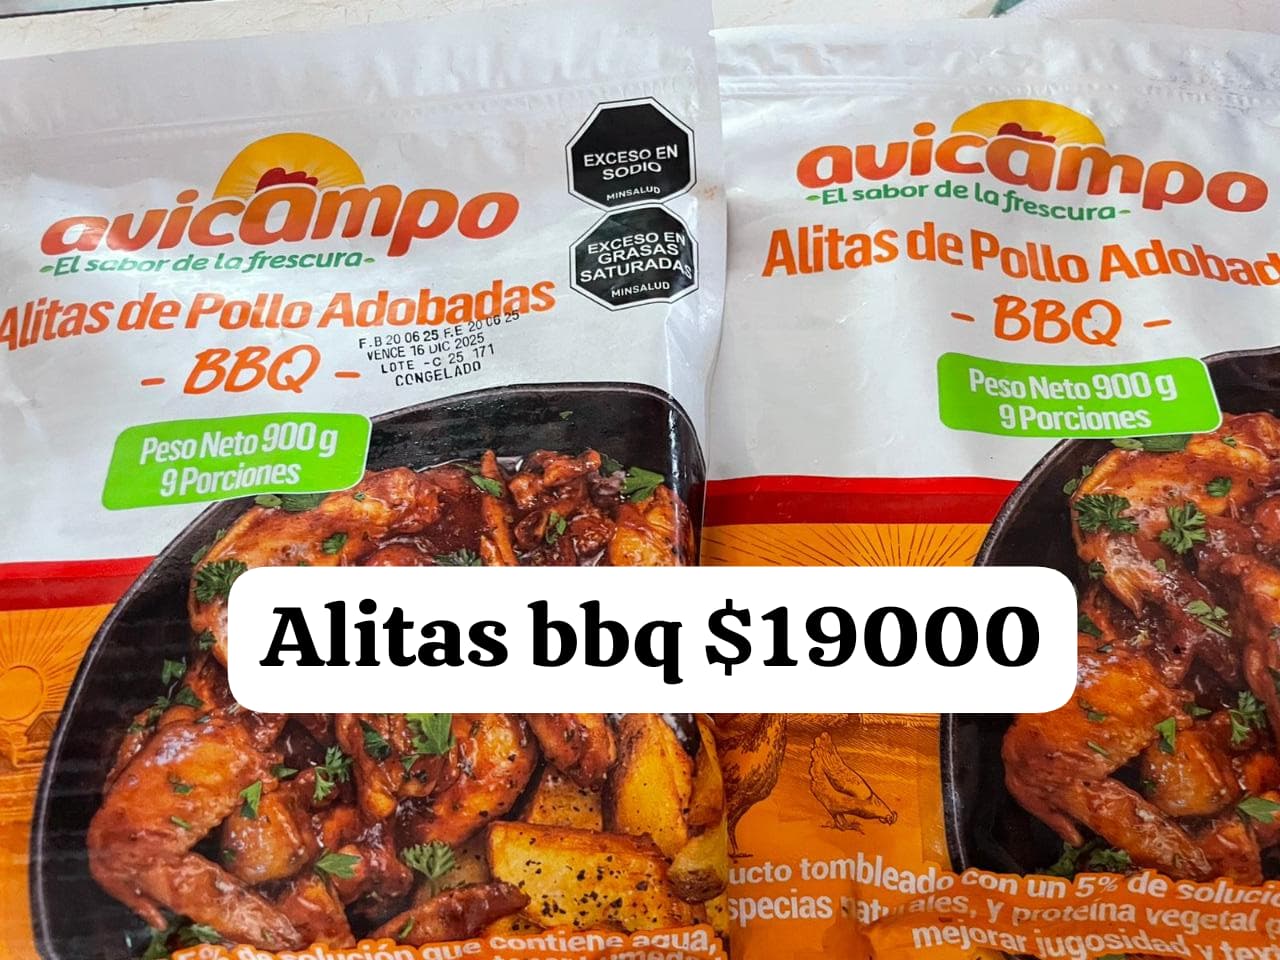 avicampo
-El sabor de la frescura-
Alitas de Pollo Adobadas
- BBQ -
F.B 20 06 25 F.E 20 06 25
VENCE 16 DIC 2025
LOTE -C 25 171
CONGELADO
Peso Neto 900 g
9 Porciones
EXCESO EN
SODIO
MINSALUD
EXCESO EN
GRASAS
SATURADAS
MINSALUD
avicampo
-El sabor de la frescura-
Alitas de Pollo Adobad
- BBQ -
Peso Neto 900 g
9 Porciones
Alitas bbq $19000
5% de solución que contiene agua,
ucto tombleado con un 5% de soluci
species naturales, y proteína vegetal
mejorar jugosidad y